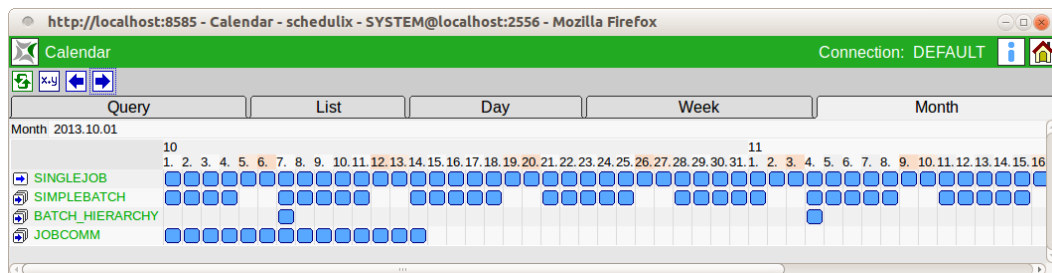 http://localhost:8585 - Calendar - schedulix - SYSTEM@localhost:2556 - Mozilla Firefox
Calendar Connection: DEFAULT
x.y
Query List Day Week Month
Month 2013.10.01
10 11
1. 2. 3. 4. 5. 6. 7. 8. 9. 10. 11. 12. 13. 14. 15. 16. 17. 18. 19. 20. 21. 22. 23. 24. 25. 26. 27. 28. 29. 30. 31. 1. 2. 3. 4. 5. 6. 7. 8. 9. 10. 11. 12. 13. 14. 15. 16
SINGLEJOB
SIMPLEBATCH
BATCH_HIERARCHY
JOBCOMM